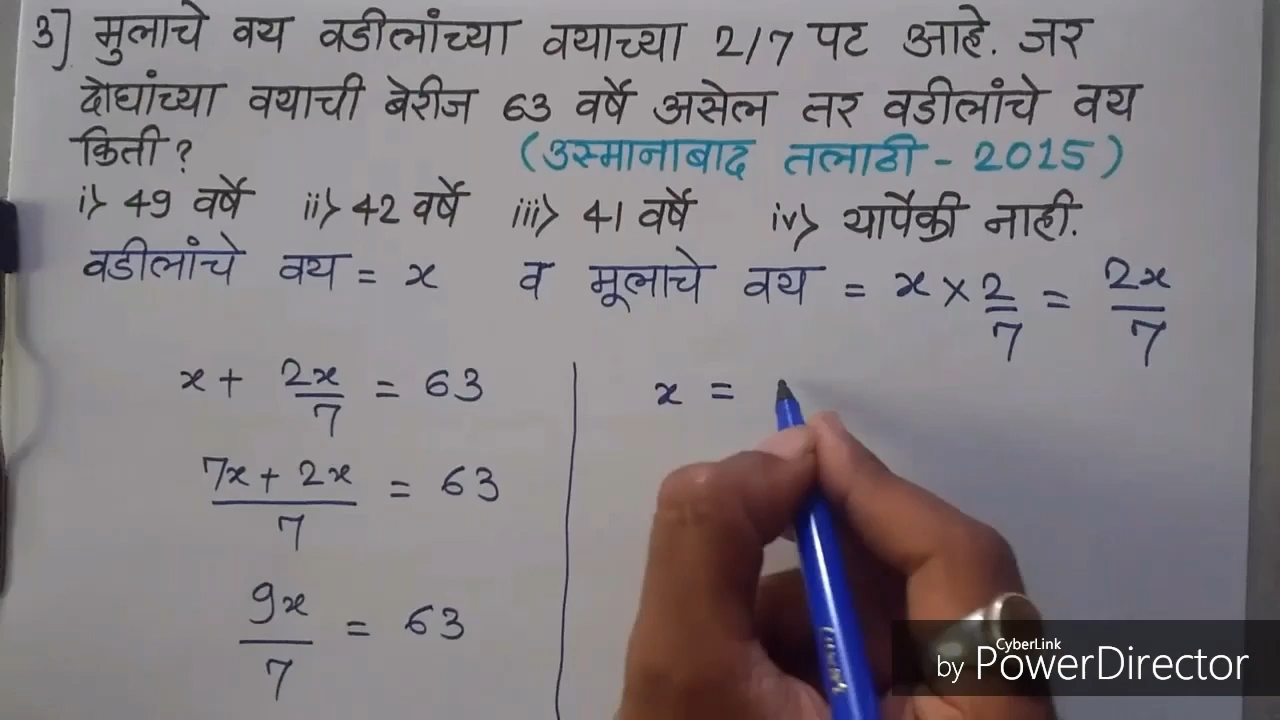 3] मुलाचे वय वडीलांच्या वयाच्या 2/7 पट आहे. जर
दोघांच्या वयाची बेरीज 63 वर्षे असेल तर वडीलांचे वय
किती ? (उस्मानाबाद तलाठी - 2015)
i> 49 वर्षे ii> 42 वर्षे iii> 41 वर्षे iv> यापैकी नाही.
वडीलांचे वय = x व मूलाचे वय = x × 2/7 = 2x/7
x + 2x/7 = 63
x =
7x + 2x/7 = 63
9x/7 = 63
CyberLink
by PowerDirector